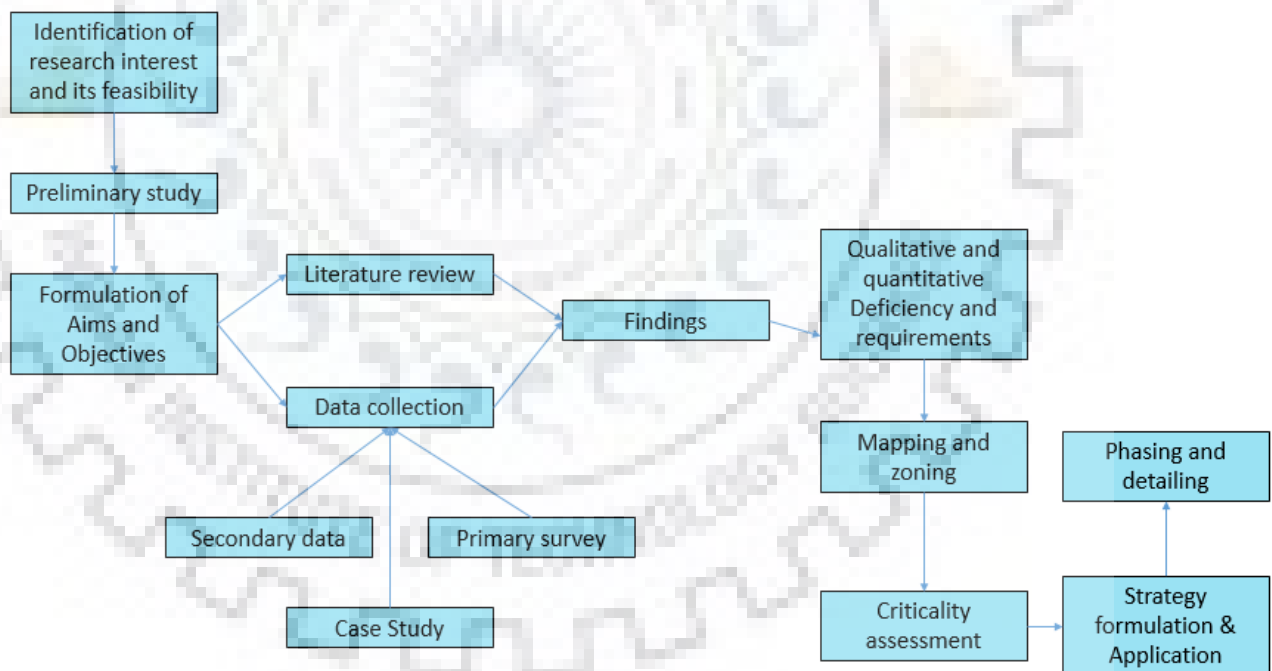 Identification of
research interest
and its feasibility
Preliminary study
Formulation of
Aims and
Objectives
Literature review
Data collection
Secondary data
Primary survey
Case Study
Findings
Qualitative and
quantitative
Deficiency and
requirements
Mapping and
zoning
Criticality
assessment
Strategy
formulation &
Application
Phasing and
detailing